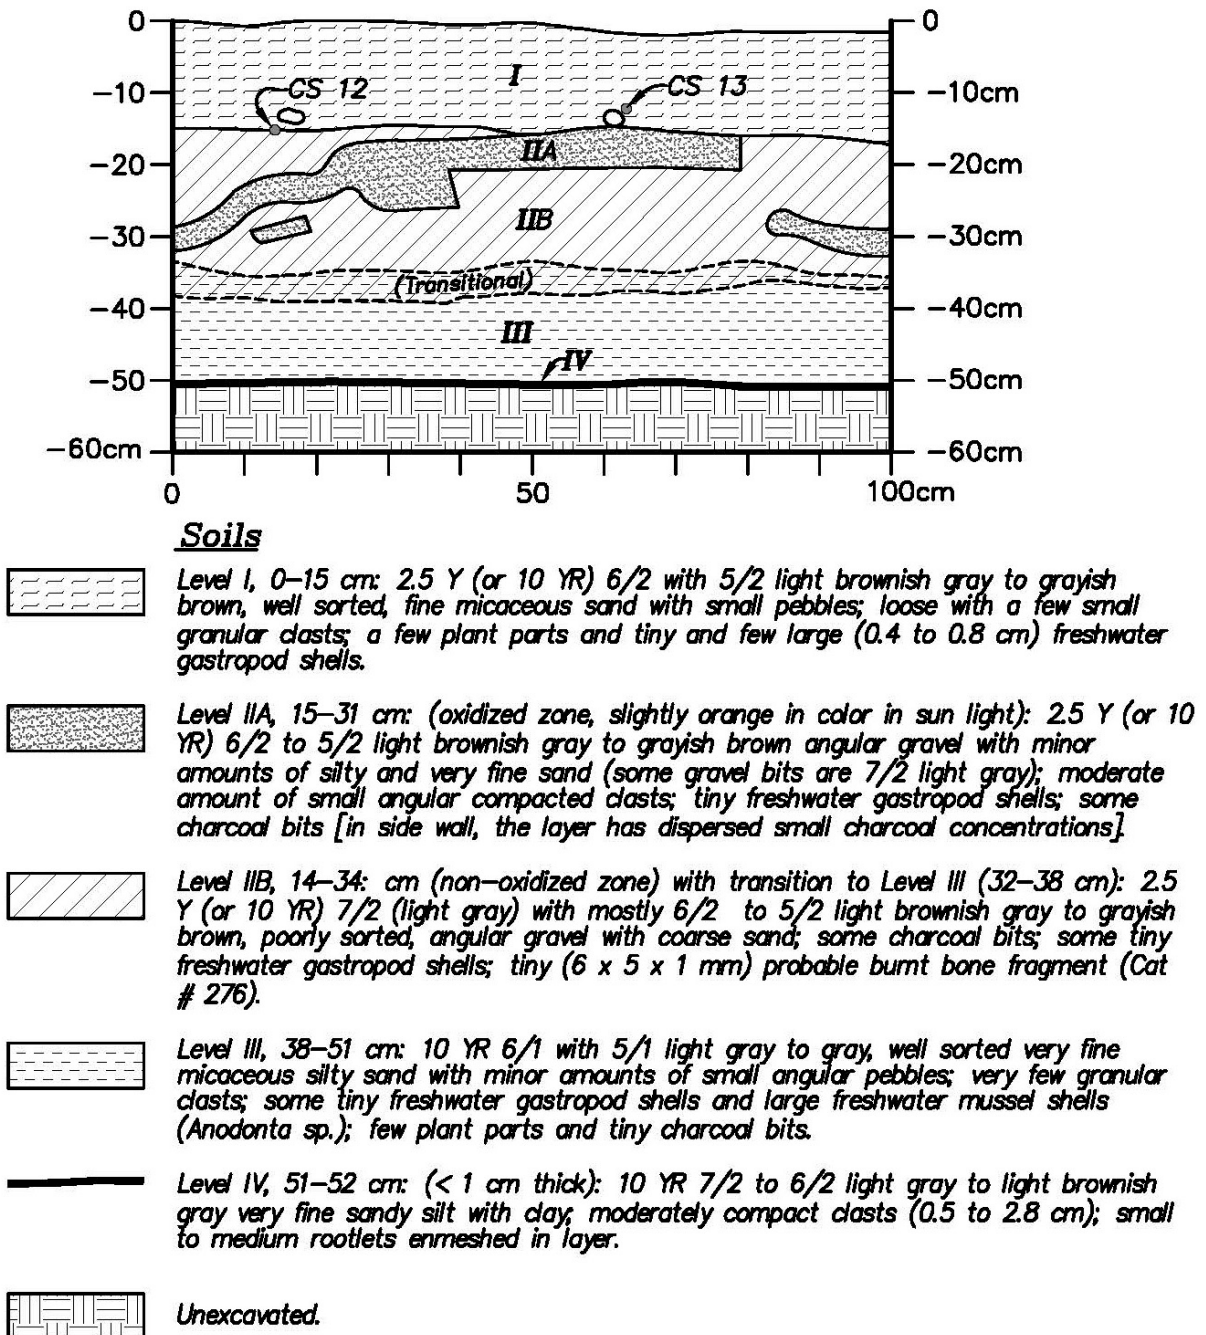 0 0
CS 12 I CS 13
-10 -10cm
IIA
-20 -20cm
IIB
-30 -30cm
(Transitional)
-40 -40cm
III
IV
-50 -50cm
-60cm -60cm
0 50 100cm
Soils
Level I, 0-15 cm: 2.5 Y (or 10 YR) 6/2 with 5/2 light brownish gray to grayish
brown, well sorted, fine micaceous sand with small pebbles; loose with a few small
granular clasts; a few plant parts and tiny and few large (0.4 to 0.8 cm) freshwater
gastropod shells.
Level IIA, 15-31 cm: (oxidized zone, slightly orange in color in sun light): 2.5 Y (or 10
YR) 6/2 to 5/2 light brownish gray to grayish brown angular gravel with minor
amounts of silty and very fine sand (some gravel bits are 7/2 light gray); moderate
amount of small angular compacted clasts; tiny freshwater gastropod shells; some
charcoal bits [in side wall, the layer has dispersed small charcoal concentrations].
Level IIB, 14-34: cm (non-oxidized zone) with transition to Level III (32-38 cm): 2.5
Y (or 10 YR) 7/2 (light gray) with mostly 6/2 to 5/2 light brownish gray to grayish
brown, poorly sorted, angular gravel with coarse sand; some charcoal bits; some tiny
freshwater gastropod shells; tiny (6 x 5 x 1 mm) probable burnt bone fragment (Cat
# 276).
Level III, 38-51 cm: 10 YR 6/1 with 5/1 light gray to gray, well sorted very fine
micaceous silty sand with minor amounts of small angular pebbles; very few granular
clasts; some tiny freshwater gastropod shells and large freshwater mussel shells
(Anodonta sp.); few plant parts and tiny charcoal bits.
Level IV, 51-52 cm: (< 1 cm thick): 10 YR 7/2 to 6/2 light gray to light brownish
gray very fine sandy silt with clay; moderately compact clasts (0.5 to 2.8 cm); small
to medium rootlets enmeshed in layer.
Unexcavated.